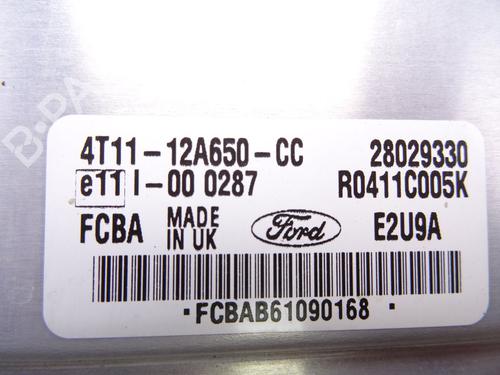 4T11-12A650-CC 28029330
e11 I-00 0287 R0411C005K
FCBA MADE IN UK Ford E2U9A
·FCBAB61090168·
B-PA